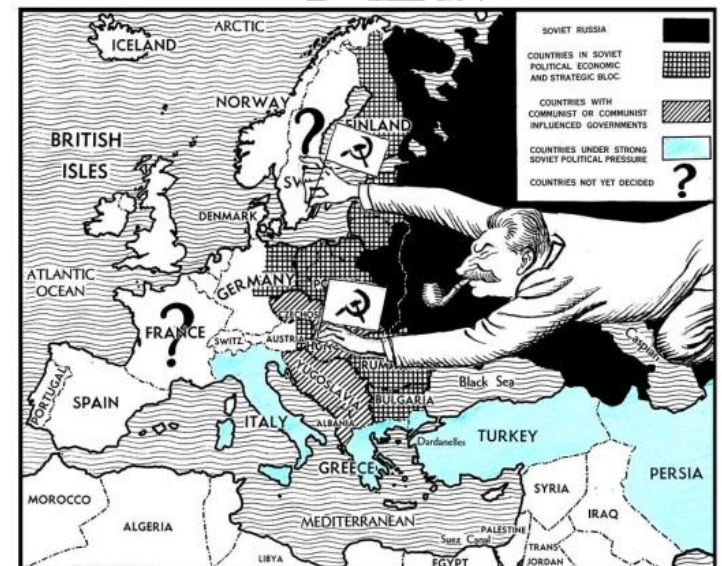 ARCTIC
ICELAND
SOVIET RUSSIA
COUNTRIES IN SOVIET
POLITICAL ECONOMIC
AND STRATEGIC BLOC.
COUNTRIES WITH
COMMUNIST OR COMMUNIST
INFLUENCED GOVERNMENTS
COUNTRIES UNDER STRONG
SOVIET POLITICAL PRESSURE
COUNTRIES NOT YET DECIDED
?
NORWAY
?
FINLAND
BRITISH
ISLES
SW
DENMARK
GERMANY
ATLANTIC
OCEAN
CZECHOS
FRANCE
?
SWITZ
AUSTRIA
Caspian
RUM
Black Sea
PORTUGAL
SPAIN
YUGOSLAVIA
BULGARIA
ITALY
ALBANIA
Dardanelles
TURKEY
GREECE
PERSIA
MOROCCO
ALGERIA
SYRIA
IRAQ
MEDITERRANEAN
PALESTINE
Suez Canal
TRANS
JORDAN
LIBYA
EGYPT